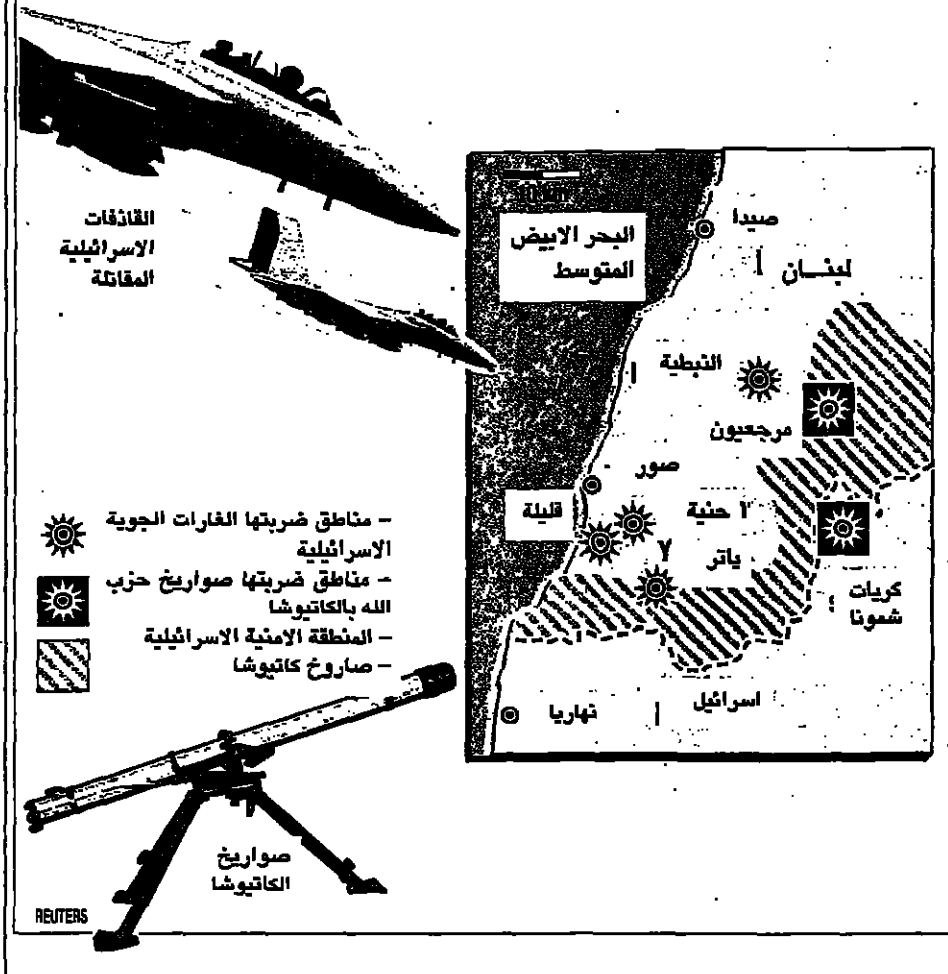 القاذفات
الاسرائيلية
المقاتلة
البحر الابيض
المتوسط
صيدا
لبنــان
النبطية
مرجعيون
صور
قليلة
حنية
ياتر
كريات
شمونا
اسرائيل
نهاريا
– مناطق ضربتها الغارات الجوية
الاسرائيلية
– مناطق ضربتها صواريخ حزب
الله بالكاتيوشا
– المنطقة الامنية الاسرائيلية
– صاروخ كاتيوشا
صواريخ
الكاتيوشا
REUTERS